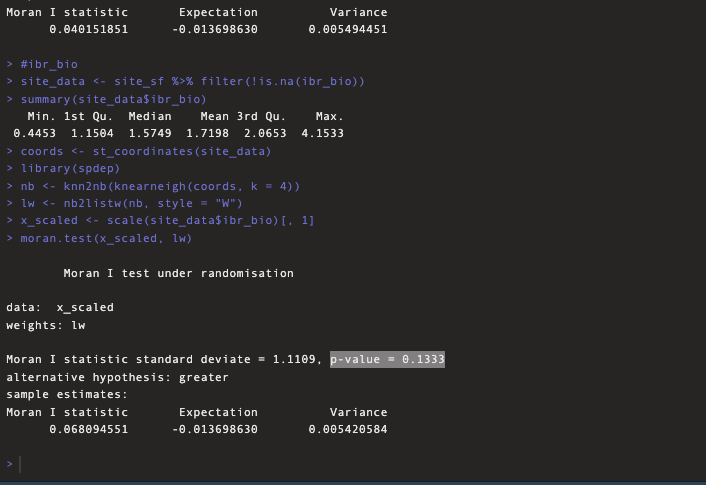 Moran I statistic       Expectation          Variance
      0.040151851      -0.013698630       0.005494451
> #ibr_bio
> site_data <- site_sf %>% filter(!is.na(ibr_bio))
> summary(site_data$ibr_bio)
   Min. 1st Qu.  Median    Mean 3rd Qu.    Max.
 0.4453  1.1504  1.5749  1.7198  2.0653  4.1533
> coords <- st_coordinates(site_data)
> library(spdep)
> nb <- knn2nb(knearneigh(coords, k = 4))
> lw <- nb2listw(nb, style = "W")
> x_scaled <- scale(site_data$ibr_bio)[, 1]
> moran.test(x_scaled, lw)
        Moran I test under randomisation
data:  x_scaled
weights: lw
Moran I statistic standard deviate = 1.1109, p-value = 0.1333
alternative hypothesis: greater
sample estimates:
Moran I statistic       Expectation          Variance
      0.068094551      -0.013698630       0.005420584
>